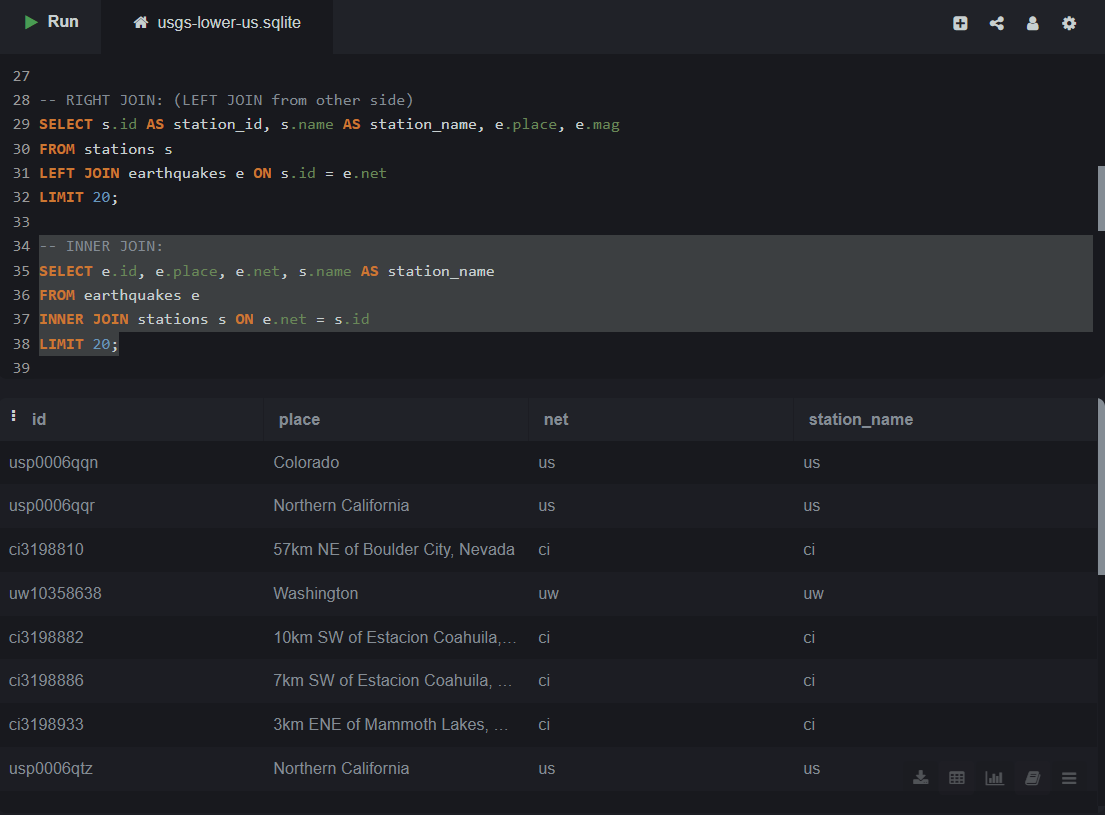 Run
usgs-lower-us.sqlite
27
28 -- RIGHT JOIN: (LEFT JOIN from other side)
29 SELECT s.id AS station_id, s.name AS station_name, e.place, e.mag
30 FROM stations s
31 LEFT JOIN earthquakes e ON s.id = e.net
32 LIMIT 20;
33
34 -- INNER JOIN:
35 SELECT e.id, e.place, e.net, s.name AS station_name
36 FROM earthquakes e
37 INNER JOIN stations s ON e.net = s.id
38 LIMIT 20;
39
id place net station_name
usp0006qqn Colorado us us
usp0006qqr Northern California us us
ci3198810 57km NE of Boulder City, Nevada ci ci
uw10358638 Washington uw uw
ci3198882 10km SW of Estacion Coahuila,... ci ci
ci3198886 7km SW of Estacion Coahuila, ... ci ci
ci3198933 3km ENE of Mammoth Lakes, ... ci ci
usp0006qtz Northern California us us